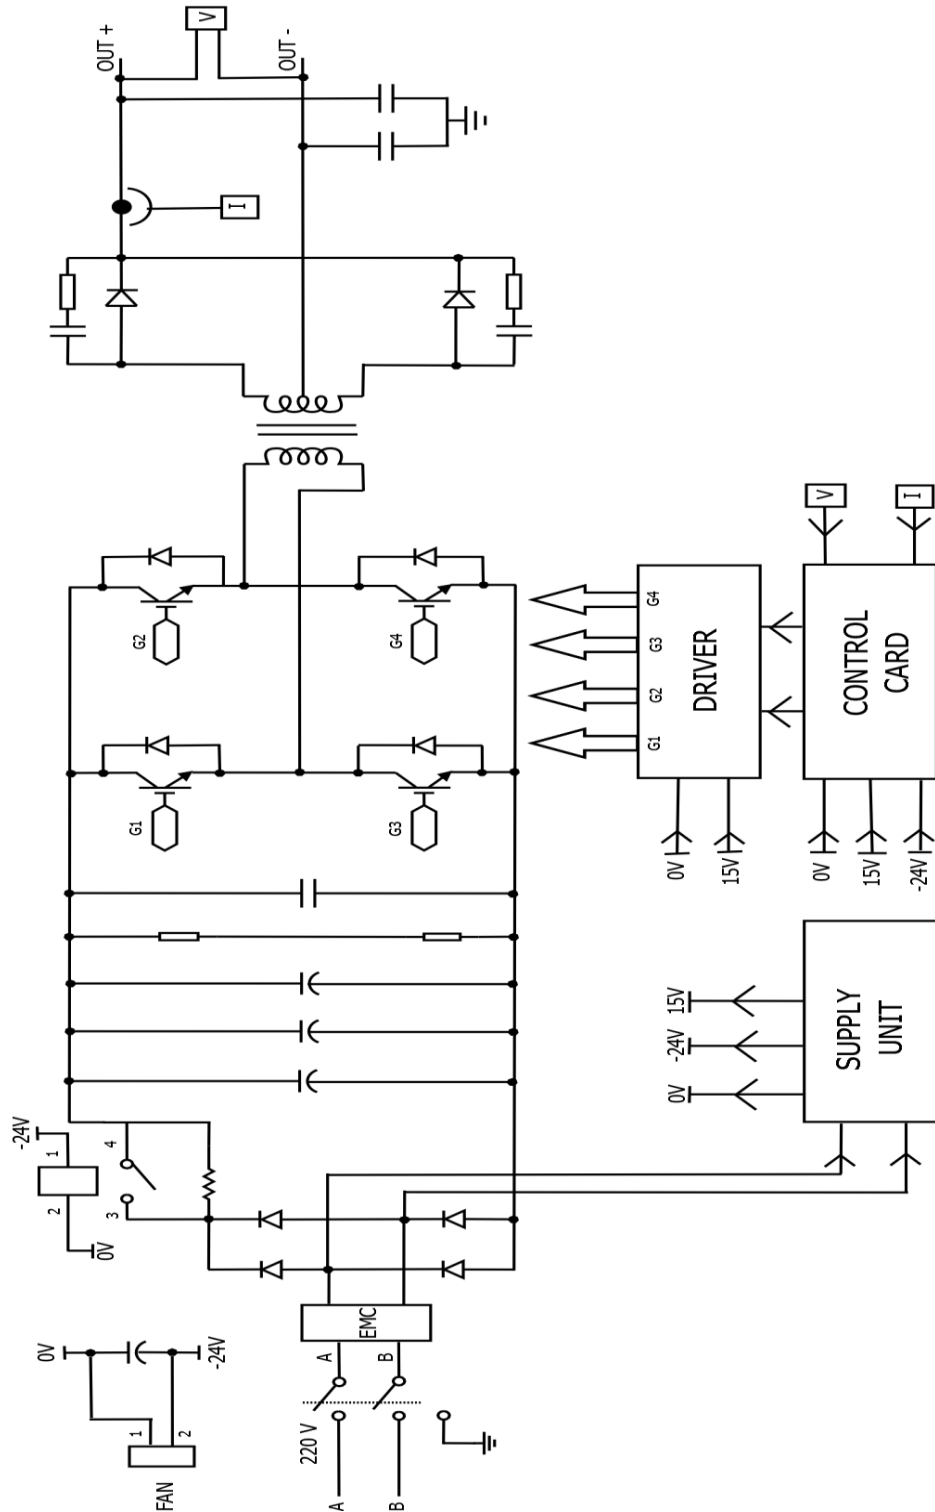 OUT +
V
OUT -
I
G2
G4
G1
G3
G4
G3
G2
G1
DRIVER
0V
15V
V
I
CONTROL
CARD
0V
15V
-24V
15V
-24V
0V
SUPPLY
UNIT
-24V
1
2
0V
4
3
EMC
A
B
220 V
A
B
0V
-24V
1
2
FAN